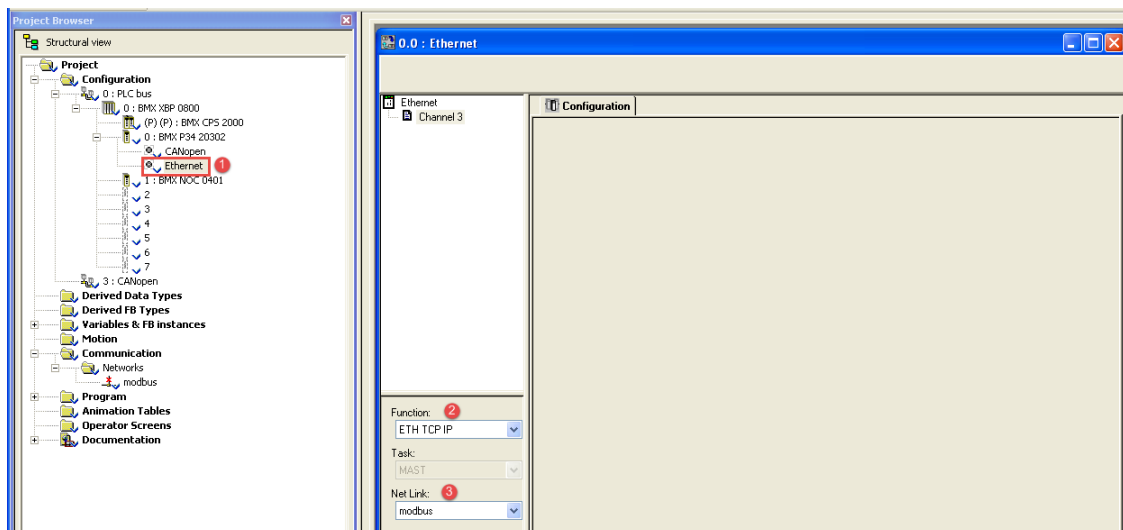 Project Browser
Structural view
Project
Configuration
0 : PLC bus
0 : BMX XBP 0800
(P) (P) : BMX CPS 2000
0 : BMX P34 20302
CANopen
Ethernet
1
1 : BMX NOC 0401
2
3
4
5
6
7
3 : CANopen
Derived Data Types
Derived FB Types
Variables & FB instances
Motion
Communication
Networks
modbus
Program
Animation Tables
Operator Screens
Documentation
0.0 : Ethernet
Ethernet
Channel 3
Configuration
Function:
2
ETH TCP IP
Task:
MAST
Net Link:
3
modbus